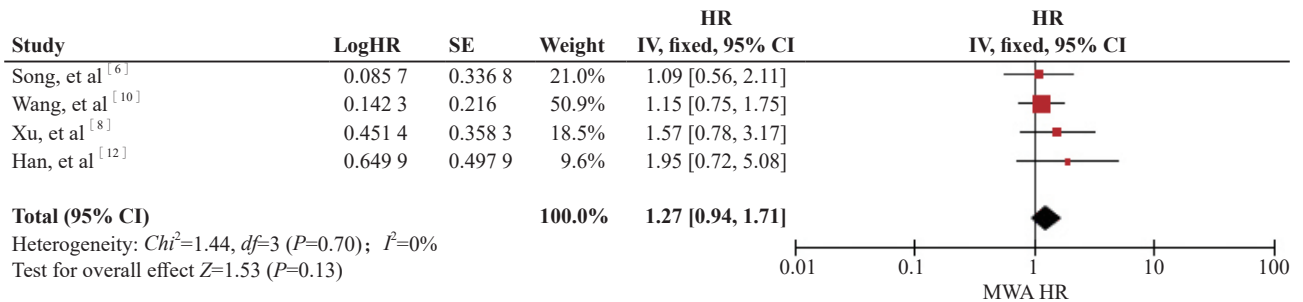 HR HR
Study LogHR SE Weight IV, fixed, 95% CI IV, fixed, 95% CI
Song, et al [6] 0.085 7 0.336 8 21.0% 1.09 [0.56, 2.11]
Wang, et al [10] 0.142 3 0.216 50.9% 1.15 [0.75, 1.75]
Xu, et al [8] 0.451 4 0.358 3 18.5% 1.57 [0.78, 3.17]
Han, et al [12] 0.649 9 0.497 9 9.6% 1.95 [0.72, 5.08]
Total (95% CI) 100.0% 1.27 [0.94, 1.71]
Heterogeneity: Chi²=1.44, df=3 (P=0.70); I²=0%
Test for overall effect Z=1.53 (P=0.13)
0.01 0.1 1 10 100
MWA HR